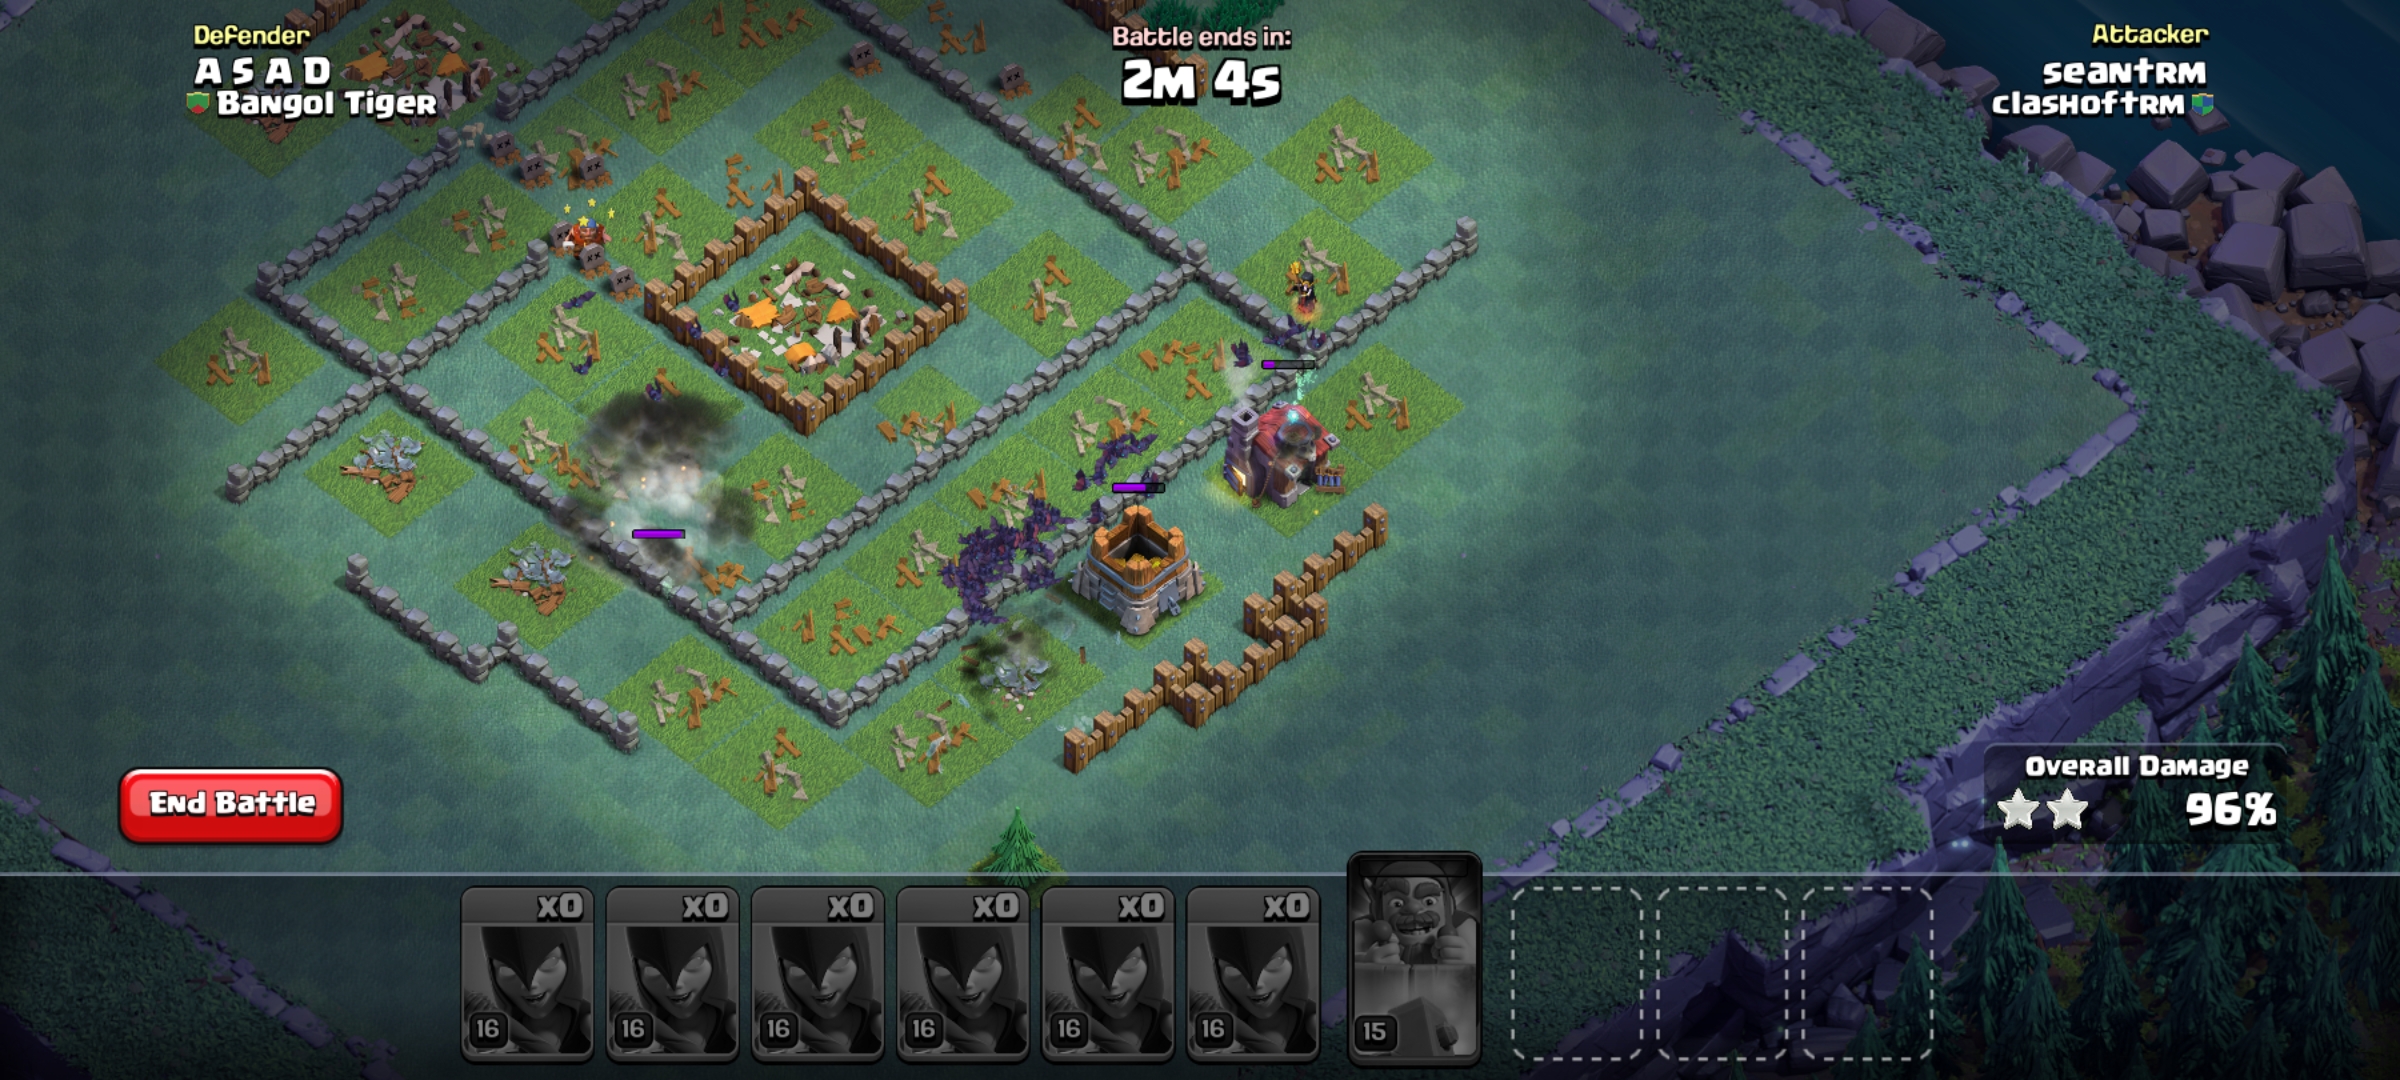 Defender
A S A D
Bangol Tiger
Battle ends in:
2M 4s
Attacker
seantrm
clashoftrm
End Battle
Overall Damage
96%
x0
x0
x0
x0
x0
x0
16
16
16
16
16
16
15